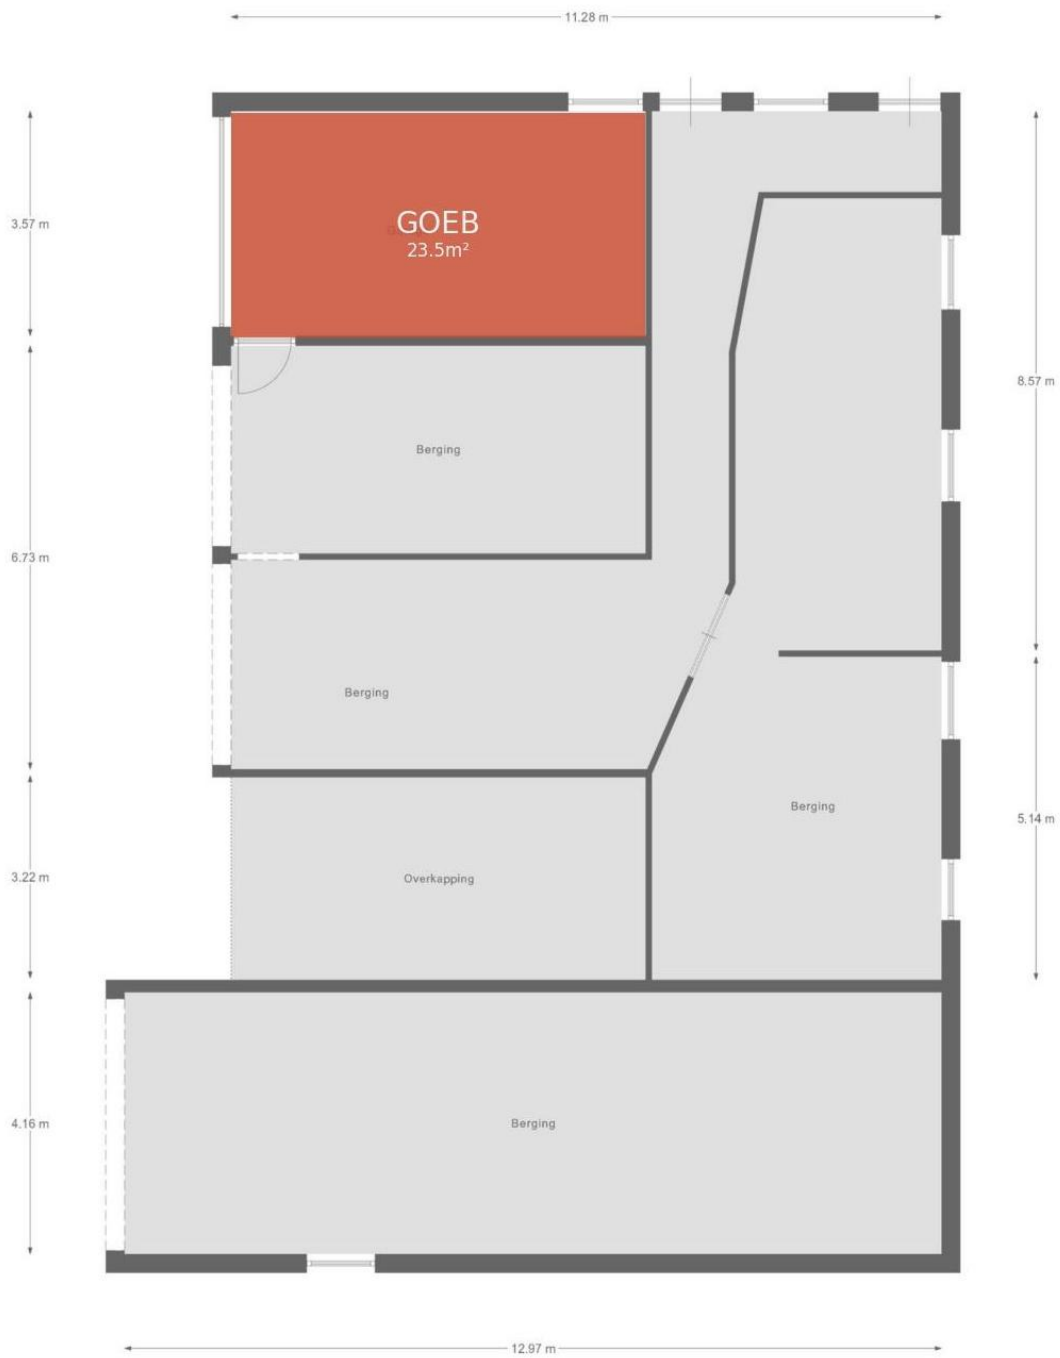 11.28 m
GOEB
23.5m²
3.57 m
8.57 m
Berging
6.73 m
Berging
Berging
5.14 m
3.22 m
Overkapping
4.16 m
Berging
12.97 m